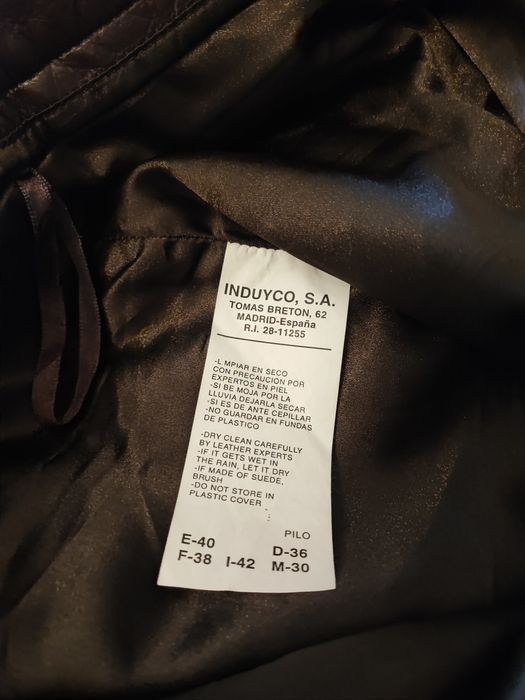 INDUYCO, S.A.
TOMAS BRETON, 62
MADRID-España
R.I. 28-11255
-L MPIAR EN SECO
CON PRECAUCION POR
EXPERTOS EN PIEL
-SI BE MOJA POR LA
LLUVIA DEJARLA SECAR
-SI ES DE ANTE CEPILLAR
-NO GUARDAR EN FUNDAS
DE PLASTICO
-DRY CLEAN CAREFULLY
BY LEATHER EXPERTS
-IF IT GETS WET IN
THE RAIN, LET IT DRY
-IF MADE OF SUEDE,
BRUSH
-DO NOT STORE IN
PLASTIC COVER
PILO
E-40 D-36
F-38 I-42 M-30